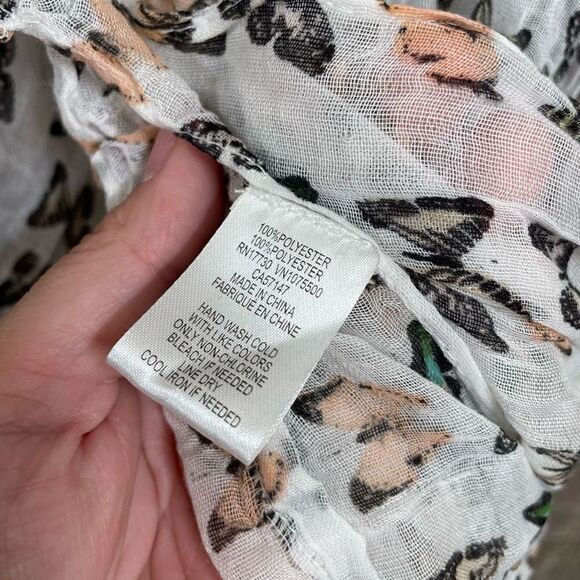 100%POLYESTER
100%POLYESTER
RN17730 VN1075500
CA57147
MADE IN CHINA
FABRIQUE EN CHINE
HAND WASH COLD
WITH LIKE COLORS
ONLY NON-CHLORINE
BLEACH IF NEEDED
LINE DRY
COOL IRON IF NEEDED